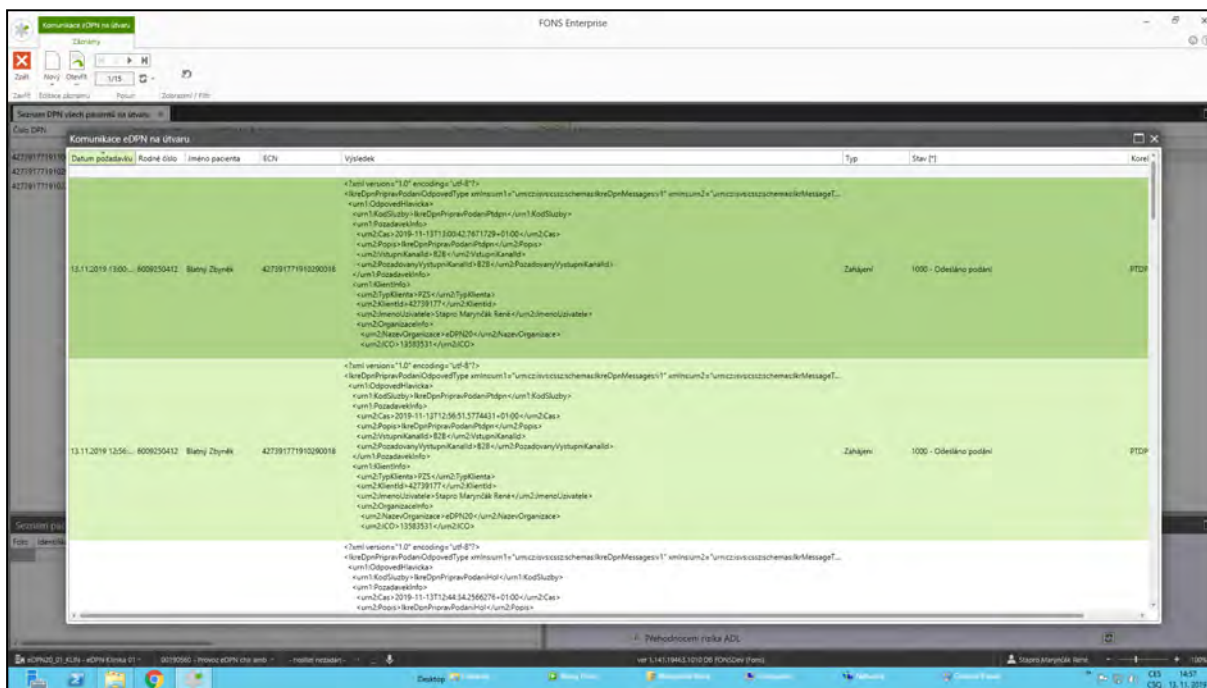 Komunikace eDPN na útvaru
FONS Enterprise
Záznamy
Zpět
Nový
Otevřít
1/15
Zavřít
Editace záznamu
Posun
Zobrazení / Filtr
Seznam DPN všech pacientů na útvaru
Číslo DPN
Komunikace eDPN na útvaru
Datum požadavku Rodné číslo Jméno pacienta ECN Výsledek Typ Stav [*] Korel
<?xml version="1.0" encoding="utf-8"?>
<urn1:OdpovedHlavicka>
<urn1:KodSluzby>IkreDpnPripravPodaniPtdpn</urn1:KodSluzby>
<urn1:PozadavekInfo>
<urn2:Cas>2019-11-13T13:00:42.7671729+01:00</urn2:Cas>
<urn2:Popis>IkreDpnPripravPodaniPtdpn</urn2:Popis>
<urn2:VstupniKanalId>B2B</urn2:VstupniKanalId>
<urn2:PozadovanyVystupniKanalId>B2B</urn2:PozadovanyVystupniKanalId>
13.11.2019 13:00:... 6009250412 Blatný Zbyněk 427391771910290018 Zahájení 1000 - Odesláno podání PTDP
</urn1:PozadavekInfo>
<urn1:KlientInfo>
<urn2:TypKlienta>PZS</urn2:TypKlienta>
<urn2:KlientId>42739177</urn2:KlientId>
<urn2:JmenoUzivatele>Stapro Marynčák René</urn2:JmenoUzivatele>
<urn2:OrganizaceInfo>
<urn2:NazevOrganizace>eDPN20</urn2:NazevOrganizace>
<urn2:ICO>13583531</urn2:ICO>
<?xml version="1.0" encoding="utf-8"?>
<urn1:OdpovedHlavicka>
<urn1:KodSluzby>IkreDpnPripravPodaniPtdpn</urn1:KodSluzby>
<urn1:PozadavekInfo>
<urn2:Cas>2019-11-13T12:56:51.5774431+01:00</urn2:Cas>
<urn2:Popis>IkreDpnPripravPodaniPtdpn</urn2:Popis>
<urn2:VstupniKanalId>B2B</urn2:VstupniKanalId>
<urn2:PozadovanyVystupniKanalId>B2B</urn2:PozadovanyVystupniKanalId>
13.11.2019 12:56:... 6009250412 Blatný Zbyněk 427391771910290018 Zahájení 1000 - Odesláno podání PTDP
</urn1:PozadavekInfo>
<urn1:KlientInfo>
<urn2:TypKlienta>PZS</urn2:TypKlienta>
<urn2:KlientId>42739177</urn2:KlientId>
<urn2:JmenoUzivatele>Stapro Marynčák René</urn2:JmenoUzivatele>
<urn2:OrganizaceInfo>
<urn2:NazevOrganizace>eDPN20</urn2:NazevOrganizace>
<urn2:ICO>13583531</urn2:ICO>
<?xml version="1.0" encoding="utf-8"?>
<urn1:OdpovedHlavicka>
<urn1:KodSluzby>IkreDpnPripravPodaniHol</urn1:KodSluzby>
<urn1:PozadavekInfo>
<urn2:Cas>2019-11-13T12:44:34.2566276+01:00</urn2:Cas>
<urn2:Popis>IkreDpnPripravPodaniHol</urn2:Popis>
Přehodnocení rizika ADL
Stapro Marynčák René
100%
Desktop
CES 14:57
CSQ 13. 11. 2019